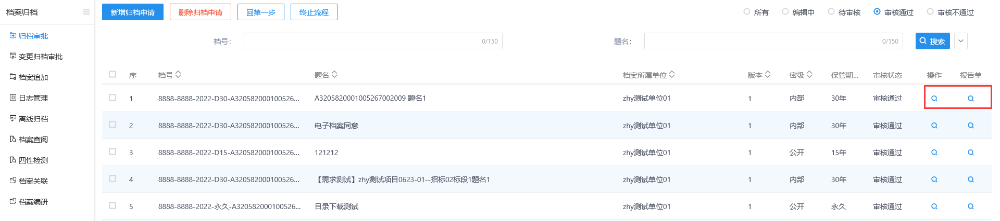 档案归档
归档审批
变更归档审批
档案追加
日志管理
离线归档
档案查阅
四性检测
档案关联
档案编研
新增归档申请 删除归档申请 回第一步 终止流程 所有 编辑中 待审核 审核通过 审核不通过
档号: 0/150 题名: 0/150 搜索
序 档号 题名 档案所属单位 版本 密级 保管期... 审核状态 操作 报告单
1 8888-8888-2022-D30-A320582000100526... A3205820001005267002009 题名1 zhy测试单位01 1 内部 30年 审核通过
2 8888-8888-2022-D30-A320582000100526... 电子档案同意 zhy测试单位01 1 内部 30年 审核通过
3 8888-8888-2022-D15-A320582000100526... 121212 zhy测试单位01 1 公开 15年 审核通过
4 8888-8888-2022-D30-A320582000100526... 【需求测试】zhy测试项目0623-01--招标02标段1题名1 zhy测试单位01 1 内部 30年 审核通过
5 8888-8888-2022-永久-A320582000100526... 目录下载测试 zhy测试单位01 1 公开 永久 审核通过